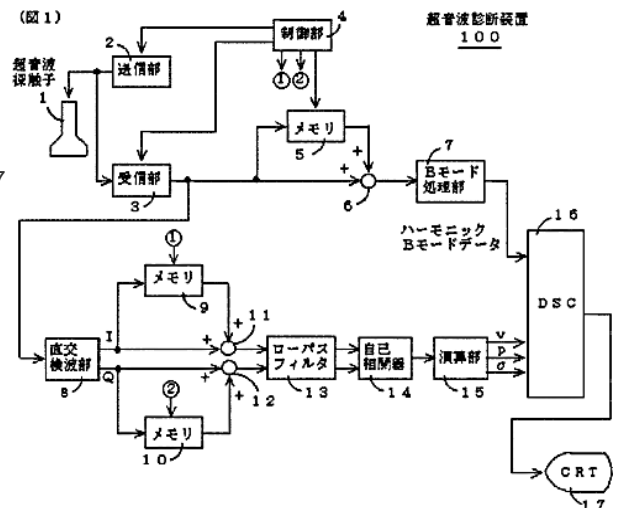 (図1)
超音波診断装置
100
4
制御部
2
送信部
①
②
超音波
探触子
1
メモリ
5
+
7
Bモード
処理部
受信部
3
+
6
16
ハーモニック
Bモードデータ
①
メモリ
9
DSC
+
11
直交
検波部
8
I
+
ローパス
フィルタ
13
自己
相関器
14
演算部
15
v
p
σ
Q
+
12
②
+
メモリ
10
CRT
17